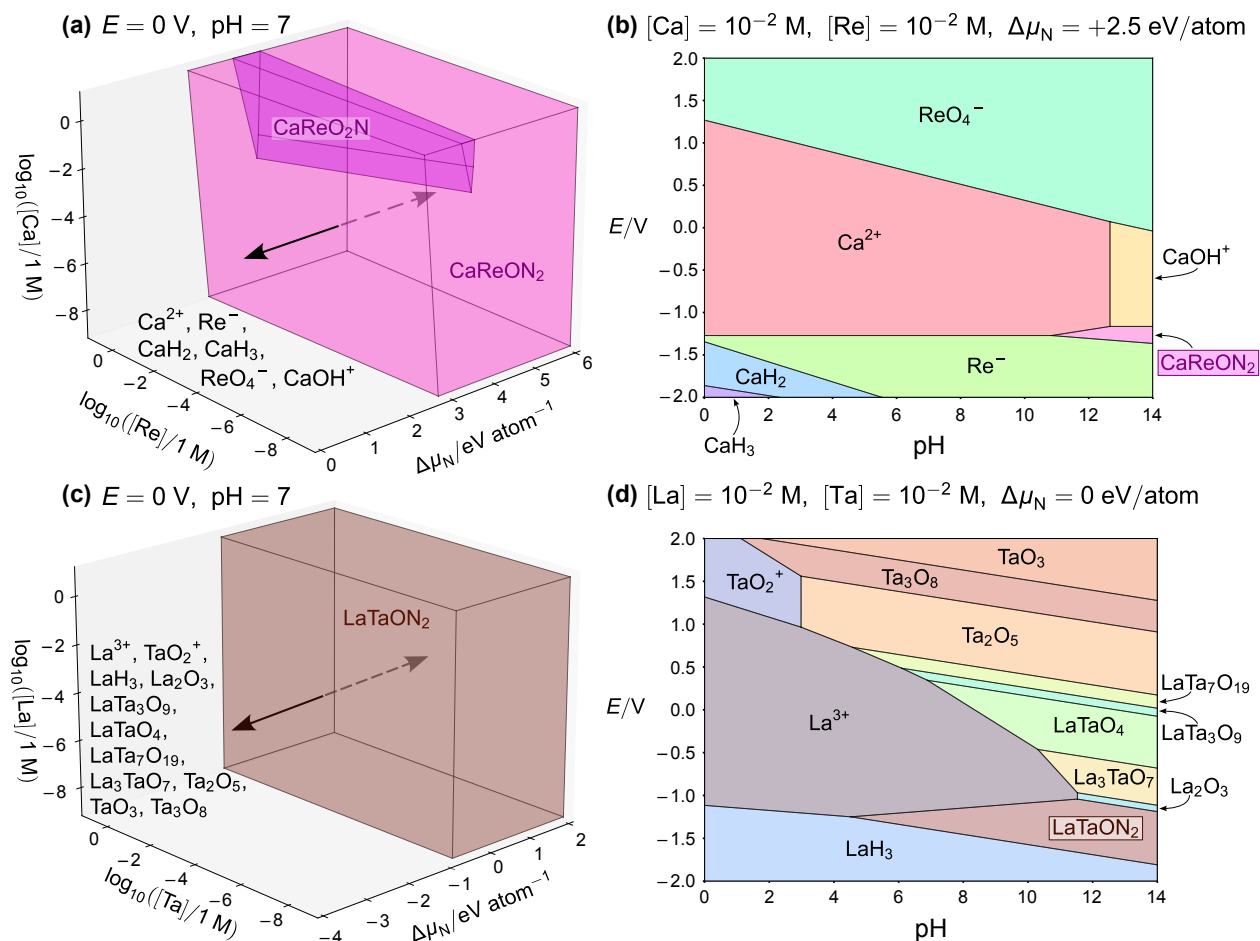 (a) E = 0 V, pH = 7
CaReO₂N
CaReON₂
Ca²⁺, Re⁻,
CaH₂, CaH₃,
ReO₄⁻, CaOH⁺
log₁₀([Ca]/1 M)
0
−2
−4
−6
−8
log₁₀([Re]/1 M)
0
−2
−4
−6
−8
Δμ_N/eV atom⁻¹
0
1
2
3
4
5
6
(b) [Ca] = 10⁻² M, [Re] = 10⁻² M, Δμ_N = +2.5 eV/atom
E/V
2.0
1.5
1.0
0.5
0.0
−0.5
−1.0
−1.5
−2.0
ReO₄⁻
Ca²⁺
CaOH⁺
CaReON₂
Re⁻
CaH₂
CaH₃
0 2 4 6 8 10 12 14
pH
(c) E = 0 V, pH = 7
LaTaON₂
La³⁺, TaO₂⁺,
LaH₃, La₂O₃,
LaTa₃O₉,
LaTaO₄,
LaTa₇O₁₉,
La₃TaO₇, Ta₂O₅,
TaO₃, Ta₃O₈
log₁₀([La]/1 M)
0
−2
−4
−6
−8
log₁₀([Ta]/1 M)
0
−2
−4
−6
−8
Δμ_N/eV atom⁻¹
−4
−3
−2
−1
0
1
2
(d) [La] = 10⁻² M, [Ta] = 10⁻² M, Δμ_N = 0 eV/atom
E/V
2.0
1.5
1.0
0.5
0.0
−0.5
−1.0
−1.5
−2.0
TaO₃
Ta₃O₈
TaO₂⁺
Ta₂O₅
LaTa₇O₁₉
LaTa₃O₉
LaTaO₄
La³⁺
La₃TaO₇
La₂O₃
LaTaON₂
LaH₃
0 2 4 6 8 10 12 14
pH